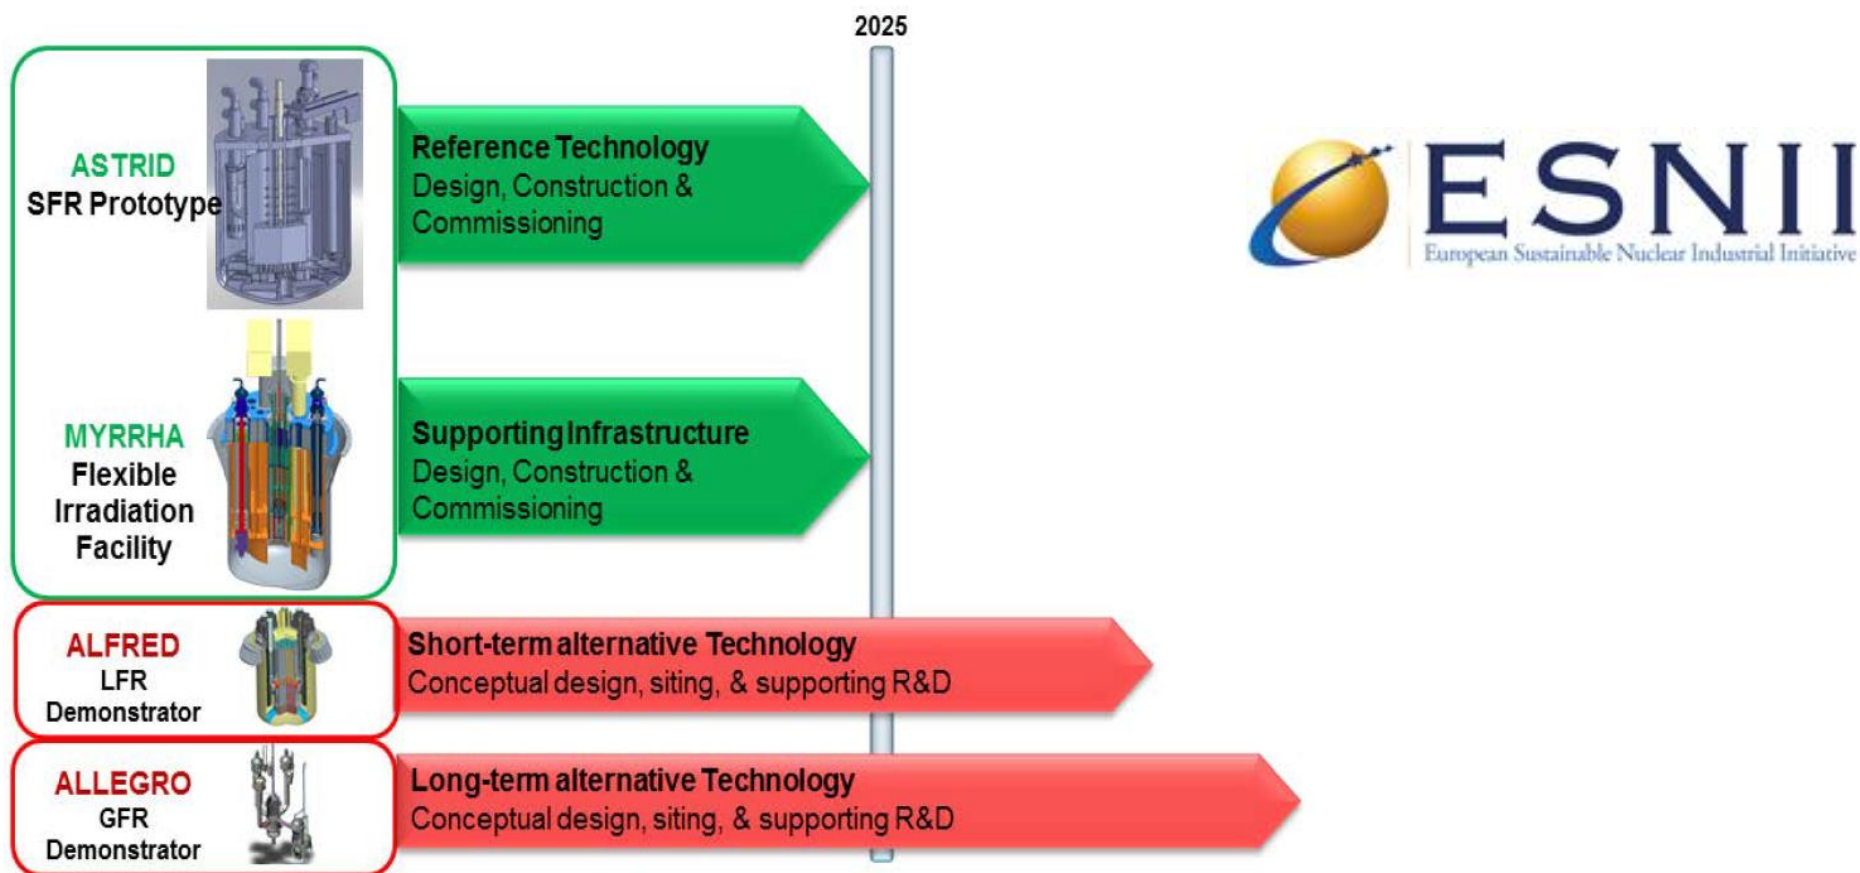 2025
ASTRID
SFR Prototype
Reference Technology
Design, Construction &
Commissioning
ESNII
European Sustainable Nuclear Industrial Initiative
MYRRHA
Flexible
Irradiation
Facility
Supporting Infrastructure
Design, Construction &
Commissioning
ALFRED
LFR
Demonstrator
Short-term alternative Technology
Conceptual design, siting, & supporting R&D
ALLEGRO
GFR
Demonstrator
Long-term alternative Technology
Conceptual design, siting, & supporting R&D